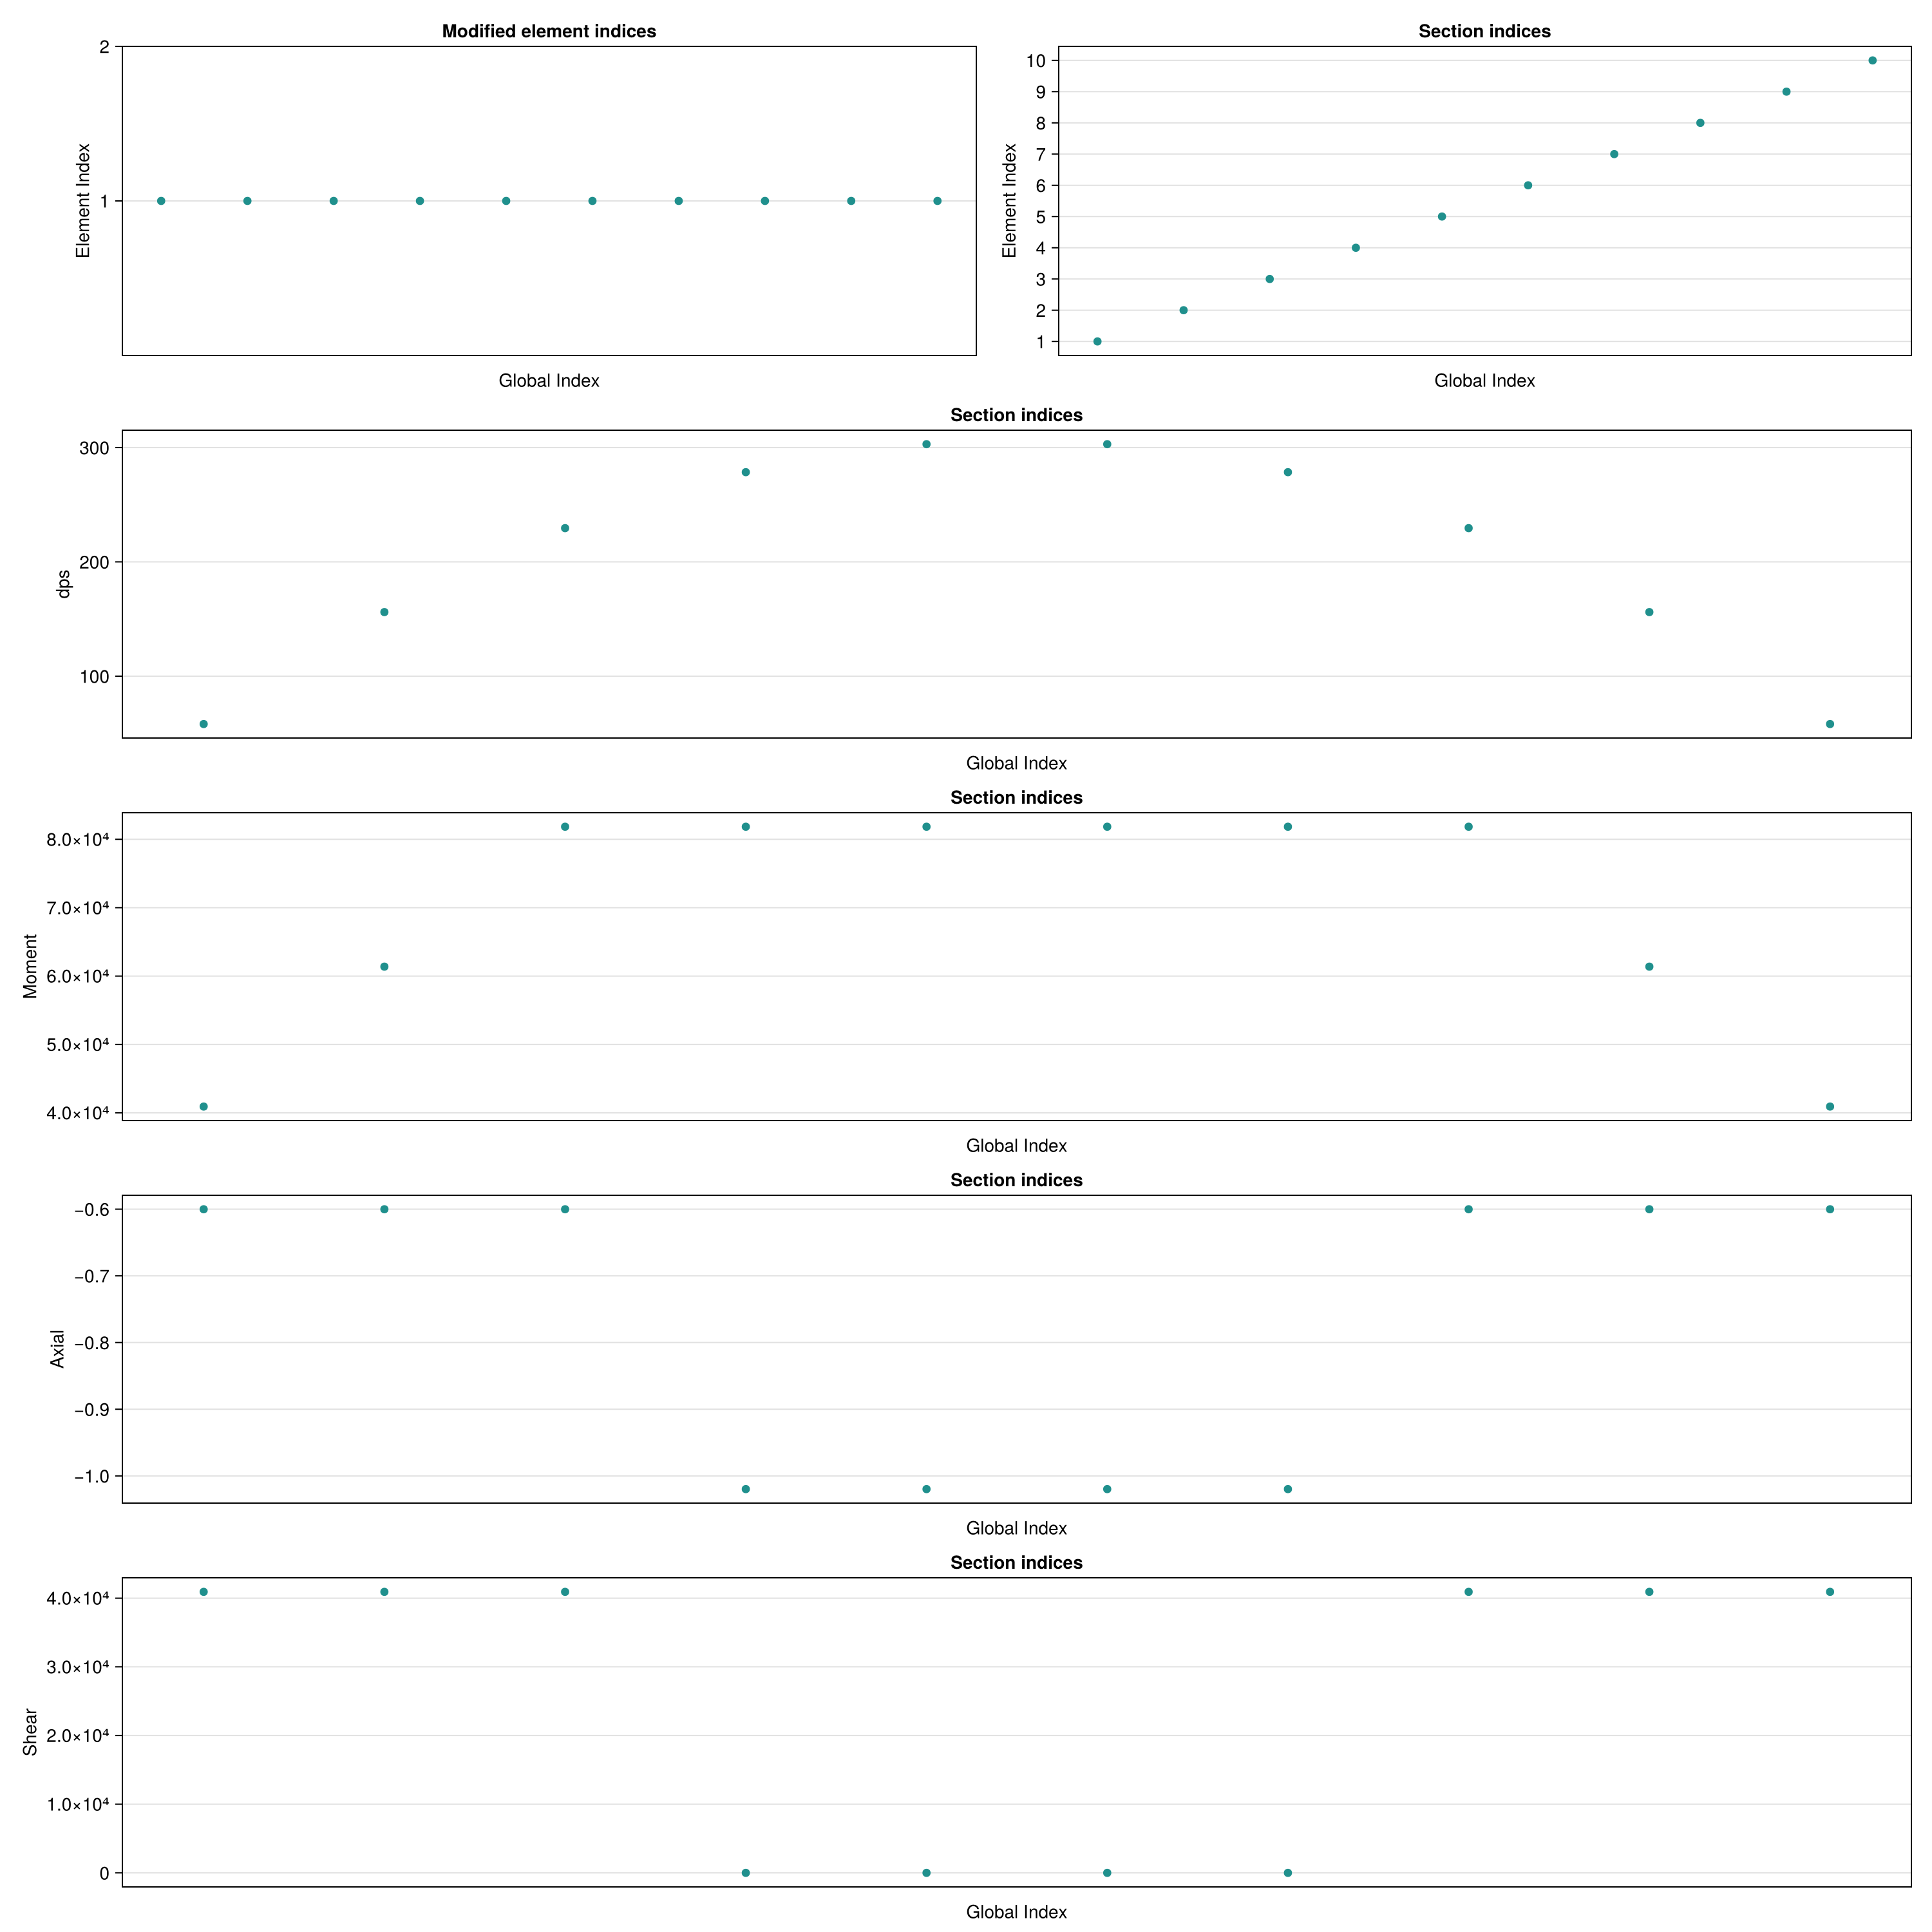 Modified element indices
2
1
Element Index
Global Index
Section indices
10
9
8
7
6
5
4
3
2
1
Element Index
Global Index
Section indices
300
200
100
dps
Global Index
Section indices
8.0×10⁴
7.0×10⁴
6.0×10⁴
5.0×10⁴
4.0×10⁴
Moment
Global Index
Section indices
−0.6
−0.7
−0.8
−0.9
−1.0
Axial
Global Index
Section indices
4.0×10⁴
3.0×10⁴
2.0×10⁴
1.0×10⁴
0
Shear
Global Index